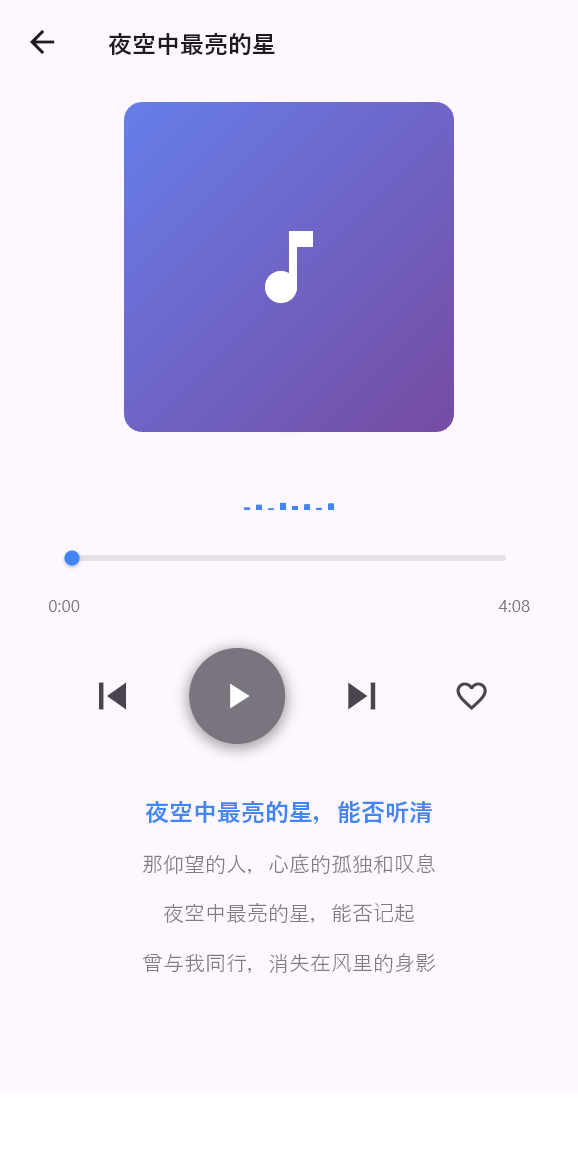 夜空中最亮的星
0:00
4:08
夜空中最亮的星，能否听清
那仰望的人，心底的孤独和叹息
夜空中最亮的星，能否记起
曾与我同行，消失在风里的身影